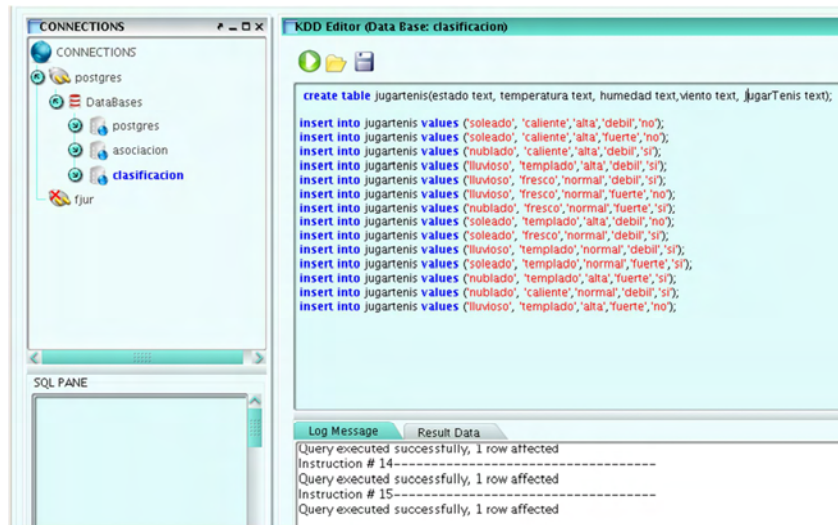 CONNECTIONS
CONNECTIONS
postgres
DataBases
postgres
asociacion
clasificacion
fjur
SQL PANE
KDD Editor (Data Base: clasificacion)
create table jugartenis(estado text, temperatura text, humedad text,viento text, jugarTenis text);
insert into jugartenis values ('soleado', 'caliente','alta','debil','no');
insert into jugartenis values ('soleado', 'caliente','alta','fuerte','no');
insert into jugartenis values ('nublado', 'caliente','alta','debil','si');
insert into jugartenis values ('lluvioso', 'templado','alta','debil','si');
insert into jugartenis values ('lluvioso', 'fresco','normal','debil','si');
insert into jugartenis values ('lluvioso', 'fresco','normal','fuerte','no');
insert into jugartenis values ('nublado', 'fresco','normal','fuerte','si');
insert into jugartenis values ('soleado', 'templado','alta','debil','no');
insert into jugartenis values ('soleado', 'fresco','normal','debil','si');
insert into jugartenis values ('lluvioso', 'templado','normal','debil','si');
insert into jugartenis values ('soleado', 'templado','normal','fuerte','si');
insert into jugartenis values ('nublado', 'templado','alta','fuerte','si');
insert into jugartenis values ('nublado', 'caliente','normal','debil','si');
insert into jugartenis values ('lluvioso', 'templado','alta','fuerte','no');
Log Message
Result Data
Query executed successfully, 1 row affected
Instruction # 14-----------------------------------
Query executed successfully, 1 row affected
Instruction # 15-----------------------------------
Query executed successfully, 1 row affected